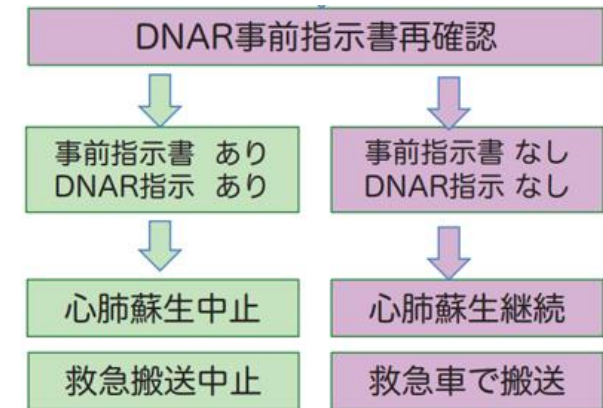 DNAR事前指示書再確認
事前指示書 あり
DNAR指示 あり
事前指示書 なし
DNAR指示 なし
心肺蘇生中止
心肺蘇生継続
救急搬送中止
救急車で搬送